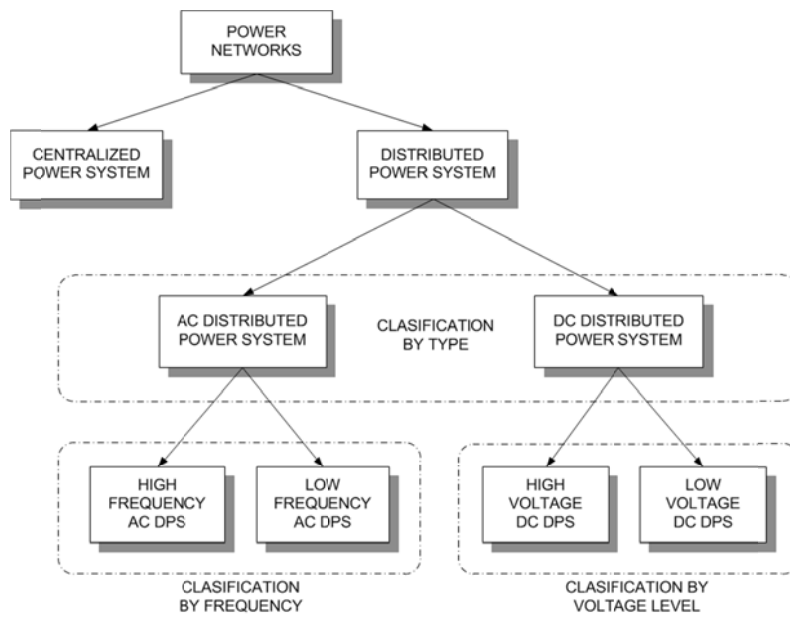 POWER
NETWORKS
CENTRALIZED
POWER SYSTEM
DISTRIBUTED
POWER SYSTEM
AC DISTRIBUTED
POWER SYSTEM
CLASIFICATION
BY TYPE
DC DISTRIBUTED
POWER SYSTEM
HIGH
FREQUENCY
AC DPS
LOW
FREQUENCY
AC DPS
HIGH
VOLTAGE
DC DPS
LOW
VOLTAGE
DC DPS
CLASIFICATION
BY FREQUENCY
CLASIFICATION BY
VOLTAGE LEVEL